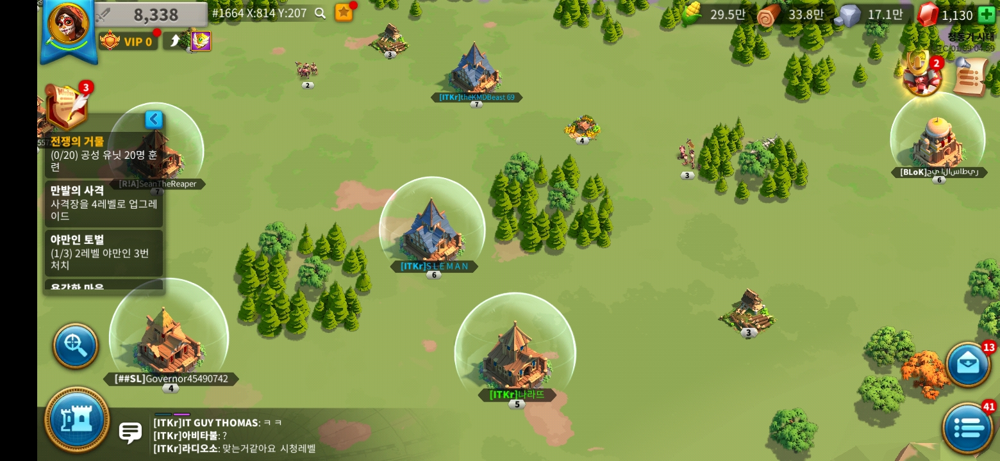 8,338
#1664 X:814 Y:207
29.5만
33.8만
17.1만
1,130
VIP 0
청동기 시대
UTC 01/09 04:59
3
2
2
[ITKr]theKMDBeast 69
7
3
4
3
전쟁의 거물
(0/20) 공성 유닛 20명 훈
련
[R!A]SeanTheReaper
7
만발의 사격
사격장을 4레벨로 업그레
이드
야만인 토벌
(1/3) 2레벨 야만인 3번
처치
용감한 마음
[BLoK]
6
[ITKr]S L E M A N
6
3
[##SL]Governor45490742
4
[ITKr]나라뜨
5
13
41
[ITKr]IT GUY THOMAS: ㅋ ㅋ
[ITKr]아비타불: ?
[ITKr]라디오소: 맞는거같아요 시청레벨